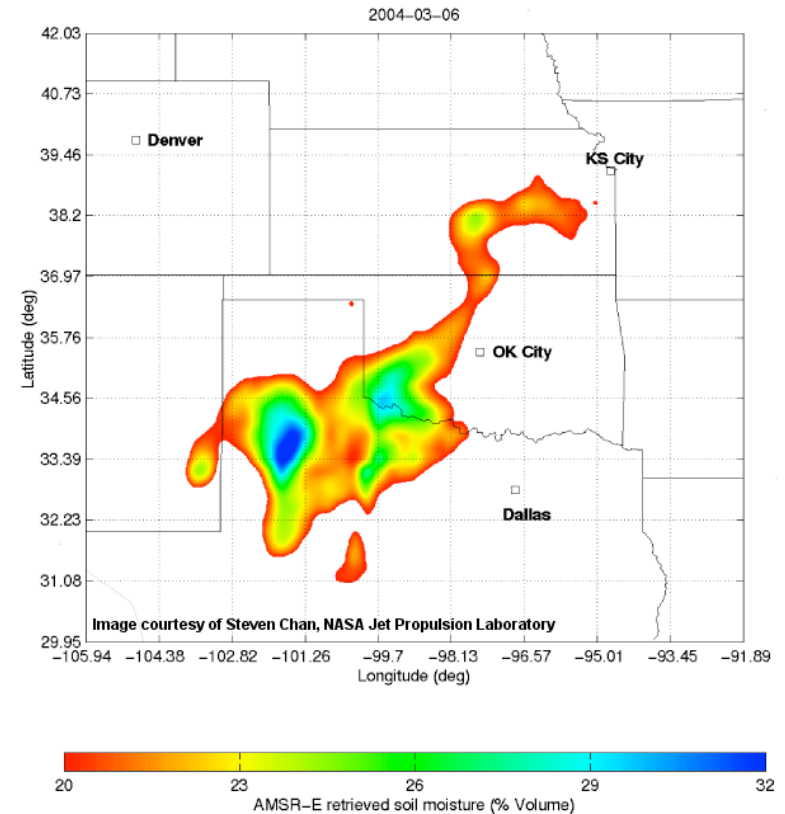 2004−03−06
42.03
40.73
Denver
39.46
KS City
38.2
36.97
35.76
OK City
34.56
33.39
32.23
Dallas
31.08
Image courtesy of Steven Chan, NASA Jet Propulsion Laboratory
29.95
Latitude (deg)
−105.94 −104.38 −102.82 −101.26 −99.7 −98.13 −96.57 −95.01 −93.45 −91.89
Longitude (deg)
20 23 26 29 32
AMSR−E retrieved soil moisture (% Volume)